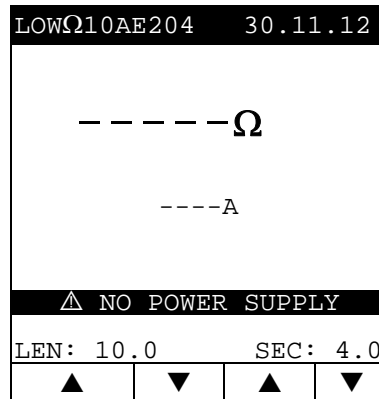 LOWΩ10AE204 30.11.12
-----Ω
----A
⚠ NO POWER SUPPLY
LEN: 10.0 SEC: 4.0
▲ ▼ ▲ ▼